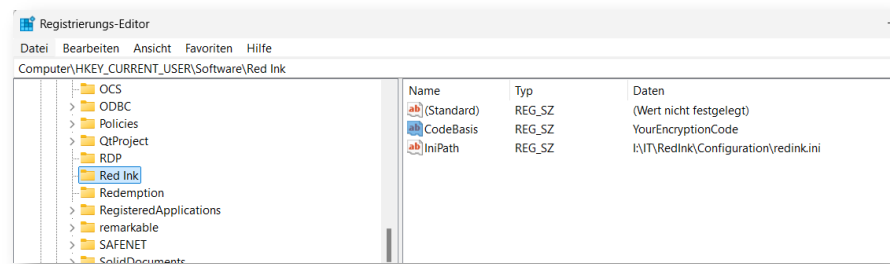 Registrierungs-Editor
Datei Bearbeiten Ansicht Favoriten Hilfe
Computer\HKEY_CURRENT_USER\Software\Red Ink
OCS
ODBC
Policies
QtProject
RDP
Red Ink
Redemption
RegisteredApplications
remarkable
SAFENET
SolidDocuments
Name Typ Daten
(Standard) REG_SZ (Wert nicht festgelegt)
CodeBasis REG_SZ YourEncryptionCode
IniPath REG_SZ I:\IT\RedInk\Configuration\redink.ini